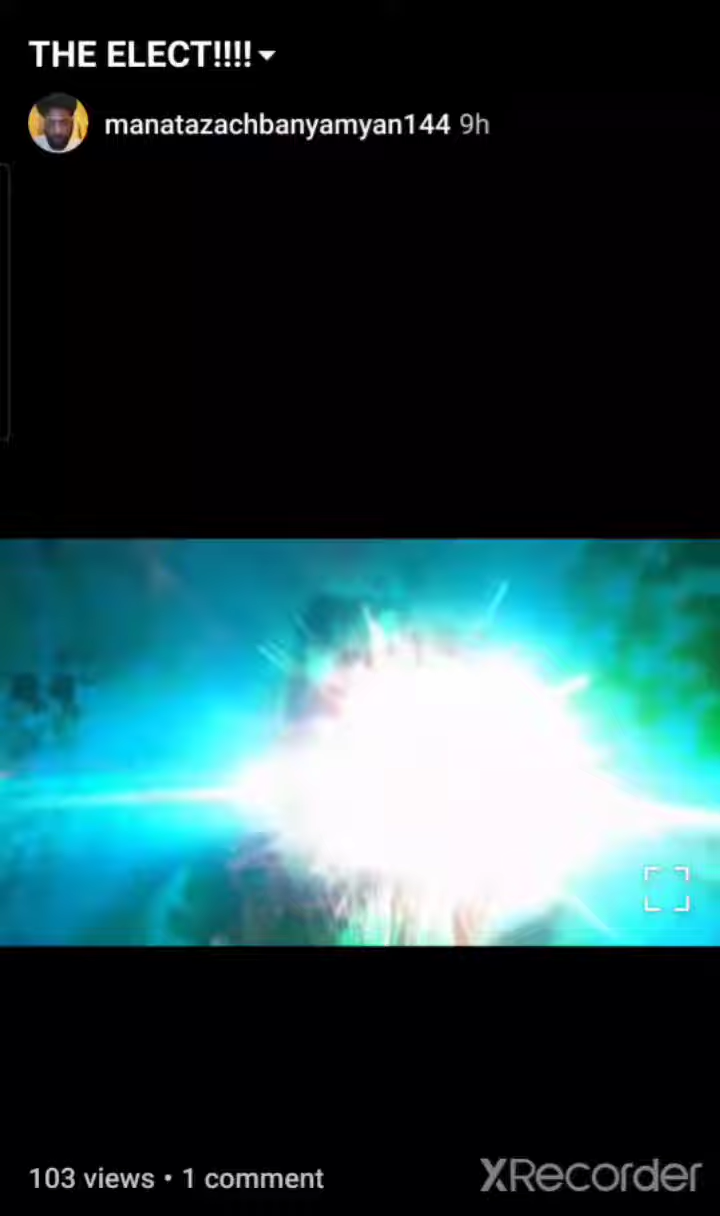 THE ELECT!!!!
manatazachbanyamyan144 9h
103 views • 1 comment
XRecorder